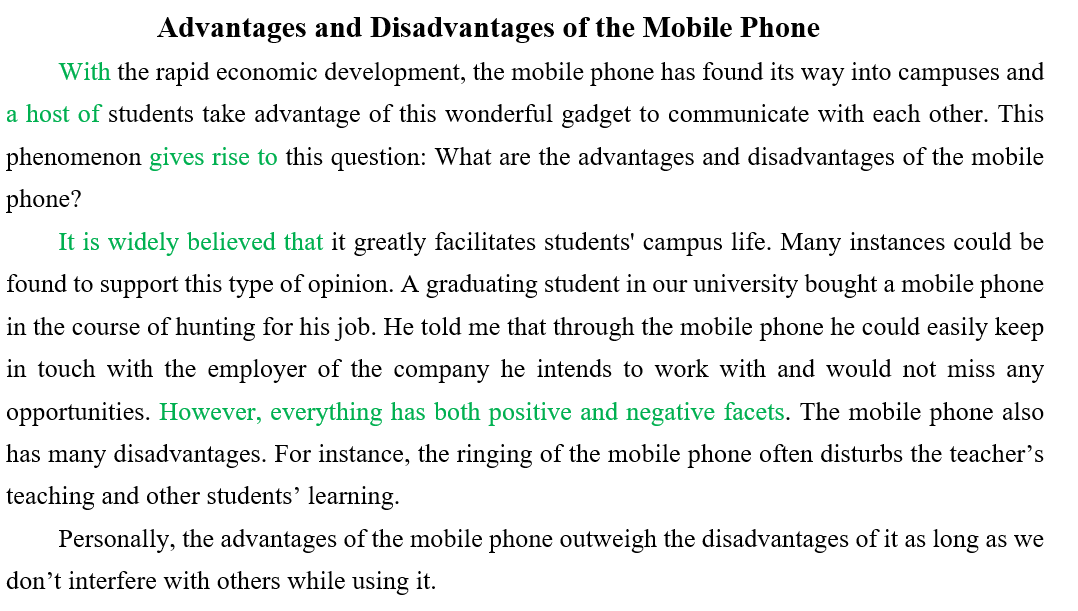 Advantages and Disadvantages of the Mobile Phone
With the rapid economic development, the mobile phone has found its way into campuses and
a host of students take advantage of this wonderful gadget to communicate with each other. This
phenomenon gives rise to this question: What are the advantages and disadvantages of the mobile
phone?
It is widely believed that it greatly facilitates students' campus life. Many instances could be
found to support this type of opinion. A graduating student in our university bought a mobile phone
in the course of hunting for his job. He told me that through the mobile phone he could easily keep
in touch with the employer of the company he intends to work with and would not miss any
opportunities. However, everything has both positive and negative facets. The mobile phone also
has many disadvantages. For instance, the ringing of the mobile phone often disturbs the teacher’s
teaching and other students’ learning.
Personally, the advantages of the mobile phone outweigh the disadvantages of it as long as we
don’t interfere with others while using it.